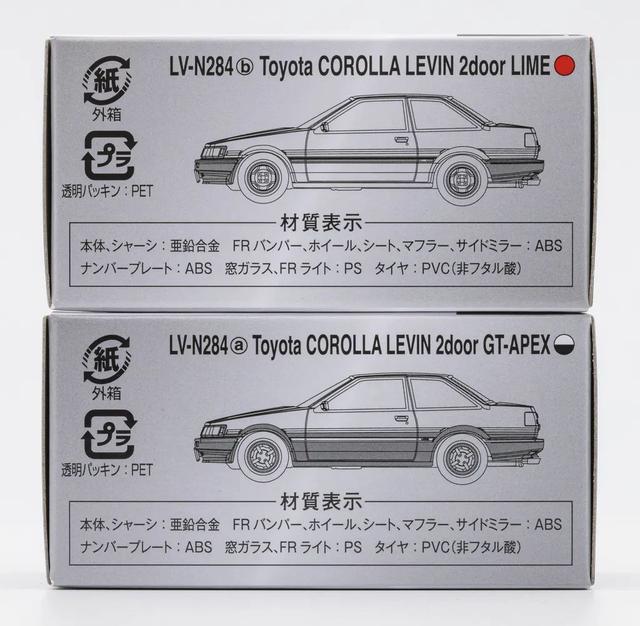 LV-N284ⓑ Toyota COROLLA LEVIN 2door LIME
紙
外箱
プラ
透明パッキン：PET
材質表示
本体、シャーシ：亜鉛合金　FRバンパー、ホイール、シート、マフラー、サイドミラー：ABS
ナンバープレート：ABS　窓ガラス、FRライト：PS　タイヤ：PVC（非フタル酸）
LV-N284ⓐ Toyota COROLLA LEVIN 2door GT-APEX
紙
外箱
プラ
透明パッキン：PET
材質表示
本体、シャーシ：亜鉛合金　FRバンパー、ホイール、シート、マフラー、サイドミラー：ABS
ナンバープレート：ABS　窓ガラス、FRライト：PS　タイヤ：PVC（非フタル酸）